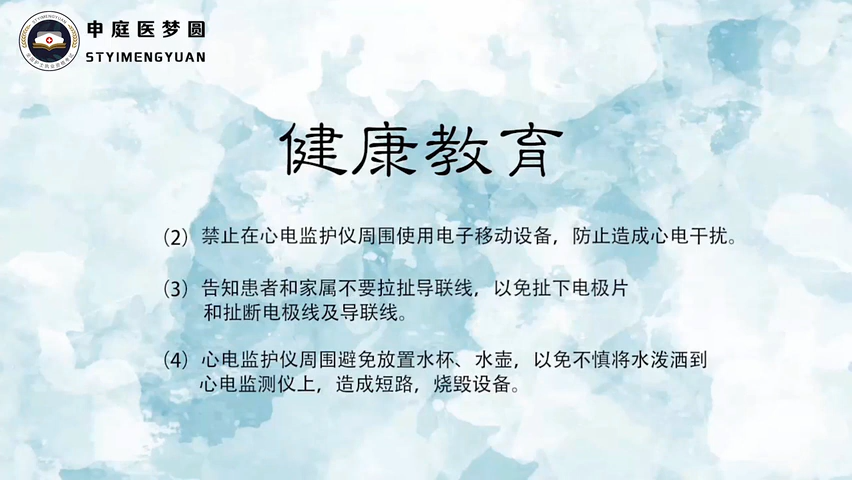 申庭医梦圆
STYIMENGYUAN
健康教育
(2) 禁止在心电监护仪周围使用电子移动设备，防止造成心电干扰。
(3) 告知患者和家属不要拉扯导联线，以免扯下电极片
和扯断电极线及导联线。
(4) 心电监护仪周围避免放置水杯、水壶，以免不慎将水泼洒到
心电监测仪上，造成短路，烧毁设备。